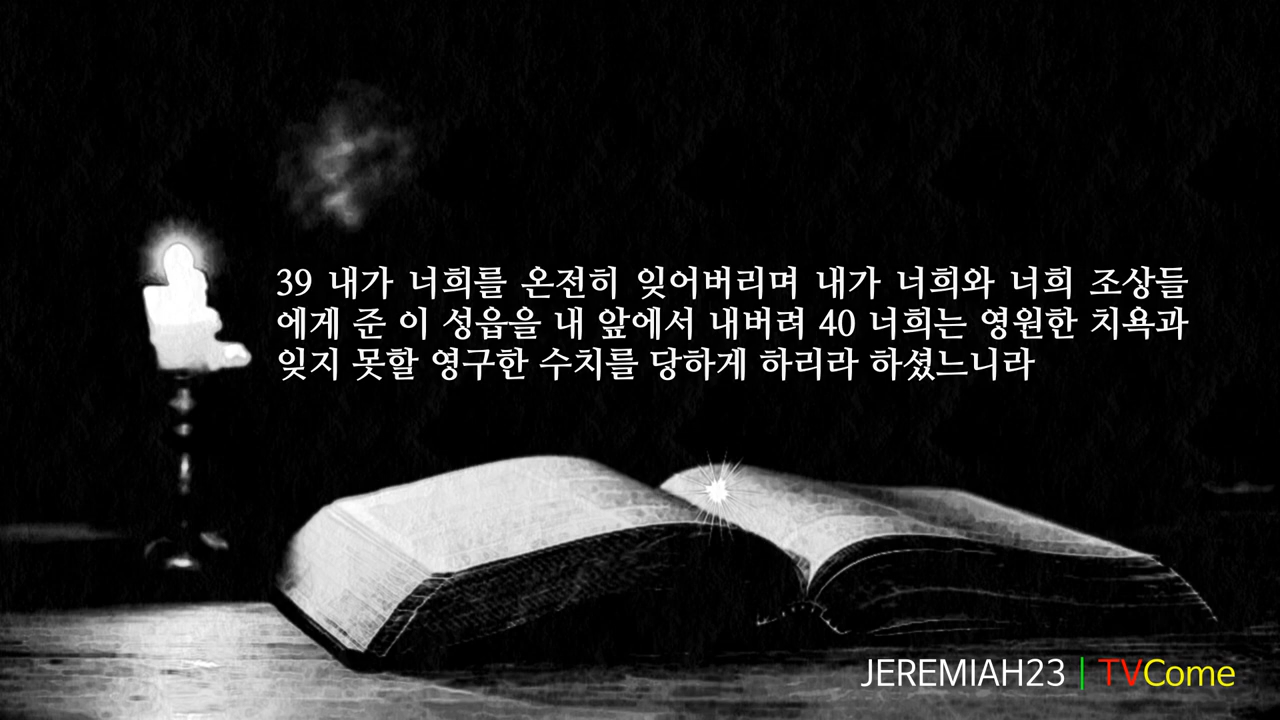 39 내가 너희를 온전히 잊어버리며 내가 너희와 너희 조상들
에게 준 이 성읍을 내 앞에서 내버려 40 너희는 영원한 치욕과
잊지 못할 영구한 수치를 당하게 하리라 하셨느니라
JEREMIAH23 | TVCome